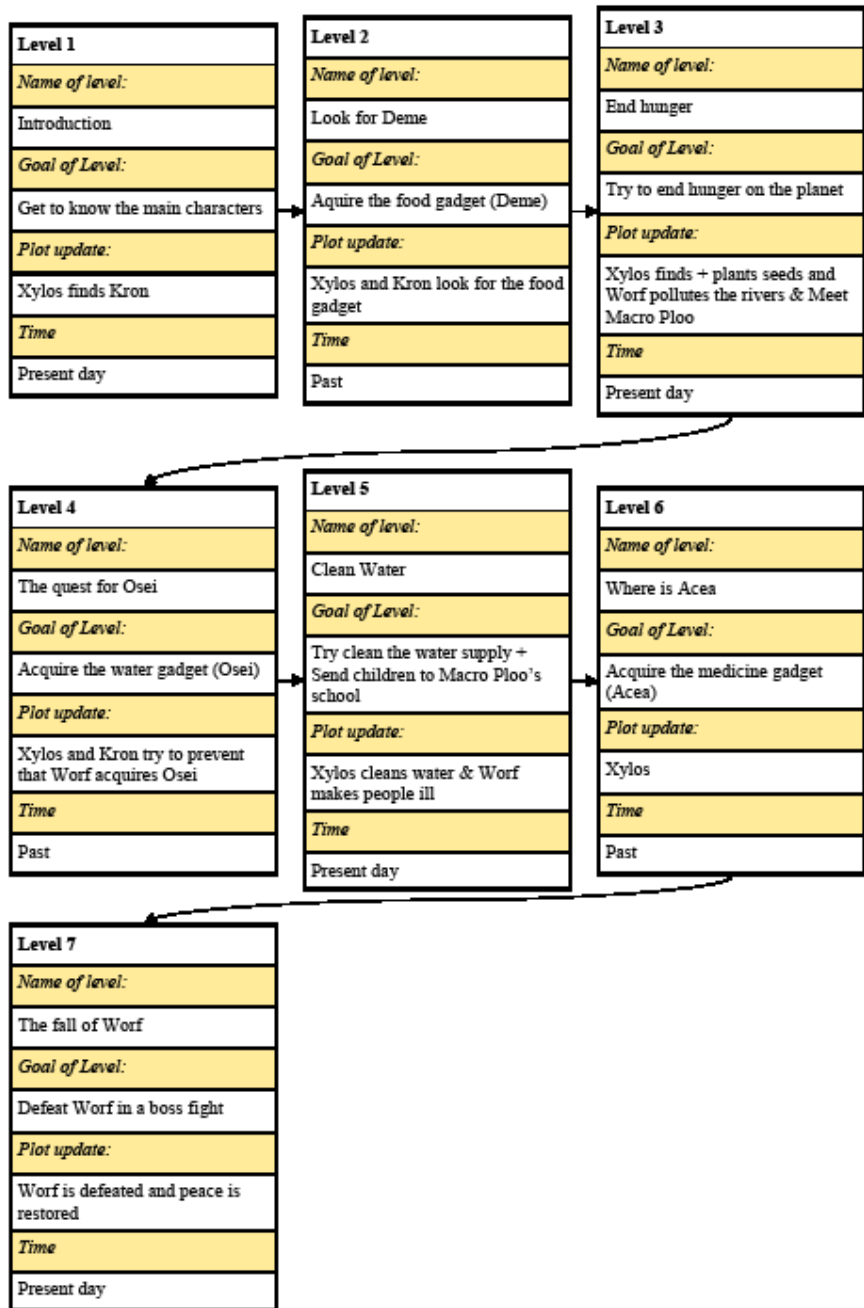 Level 1
Name of level:
Introduction
Goal of Level:
Get to know the main characters
Plot update:
Xylos finds Kron
Time
Present day
Level 2
Name of level:
Look for Deme
Goal of Level:
Aquire the food gadget (Deme)
Plot update:
Xylos and Kron look for the food
gadget
Time
Past
Level 3
Name of level:
End hunger
Goal of Level:
Try to end hunger on the planet
Plot update:
Xylos finds + plants seeds and
Worf pollutes the rivers & Meet
Macro Ploo
Time
Present day
Level 4
Name of level:
The quest for Osei
Goal of Level:
Acquire the water gadget (Osei)
Plot update:
Xylos and Kron try to prevent
that Worf acquires Osei
Time
Past
Level 5
Name of level:
Clean Water
Goal of Level:
Try clean the water supply +
Send children to Macro Ploo's
school
Plot update:
Xylos cleans water & Worf
makes people ill
Time
Present day
Level 6
Name of level:
Where is Acea
Goal of Level:
Acquire the medicine gadget
(Acea)
Plot update:
Xylos
Time
Past
Level 7
Name of level:
The fall of Worf
Goal of Level:
Defeat Worf in a boss fight
Plot update:
Worf is defeated and peace is
restored
Time
Present day